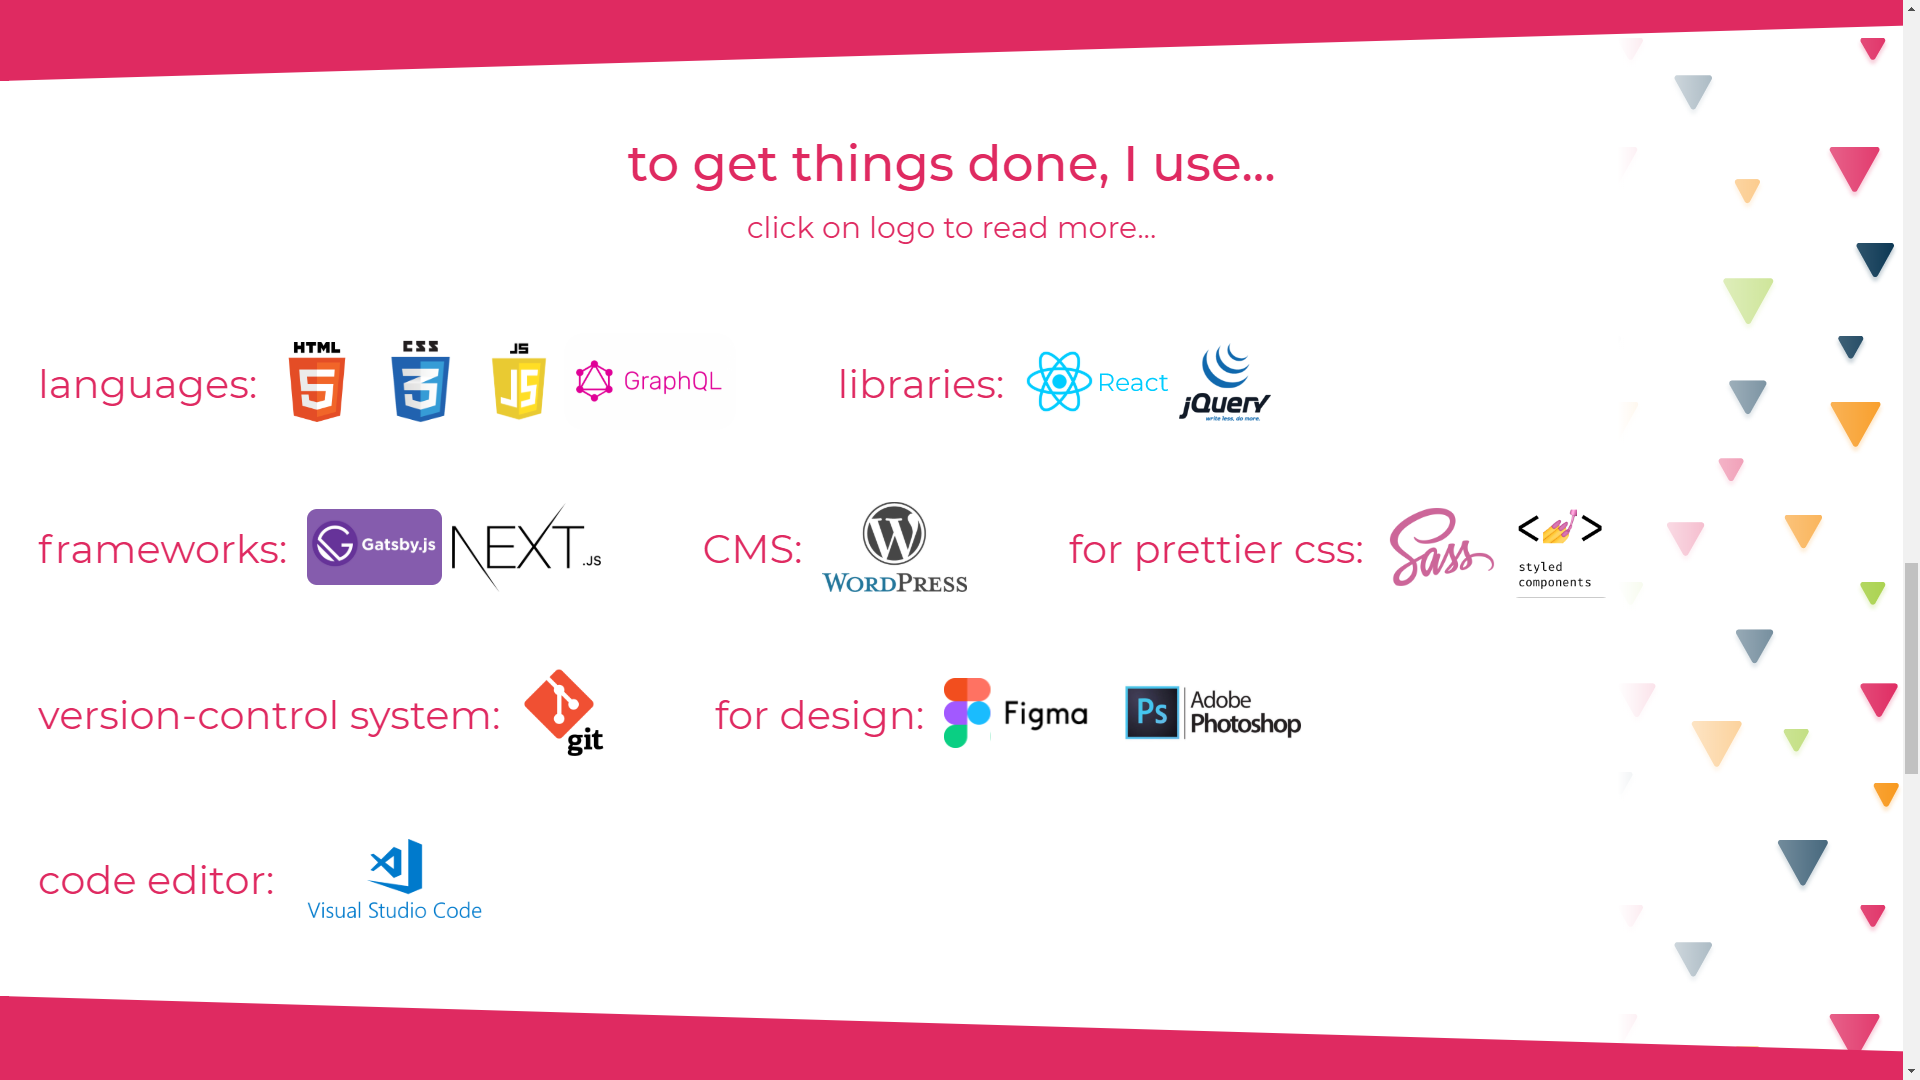 to get things done, I use...
click on logo to read more...
languages: HTML 5 CSS 3 JS JS GraphQL libraries: React jQuery
write less, do more.
frameworks: G Gatsby.js NEXT.JS CMS: W WORDPRESS for prettier css: Sass < > styled
components
version-control system: git for design: Figma Ps Adobe
Photoshop
code editor: Visual Studio Code